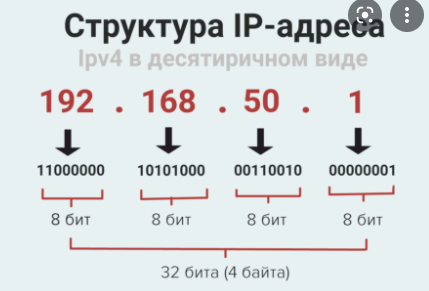 Структура IP-адреса
Ipv4 в десятиричном виде
192 . 168 . 50 . 1
11000000 10101000 00110010 00000001
8 бит 8 бит 8 бит 8 бит
32 бита (4 байта)